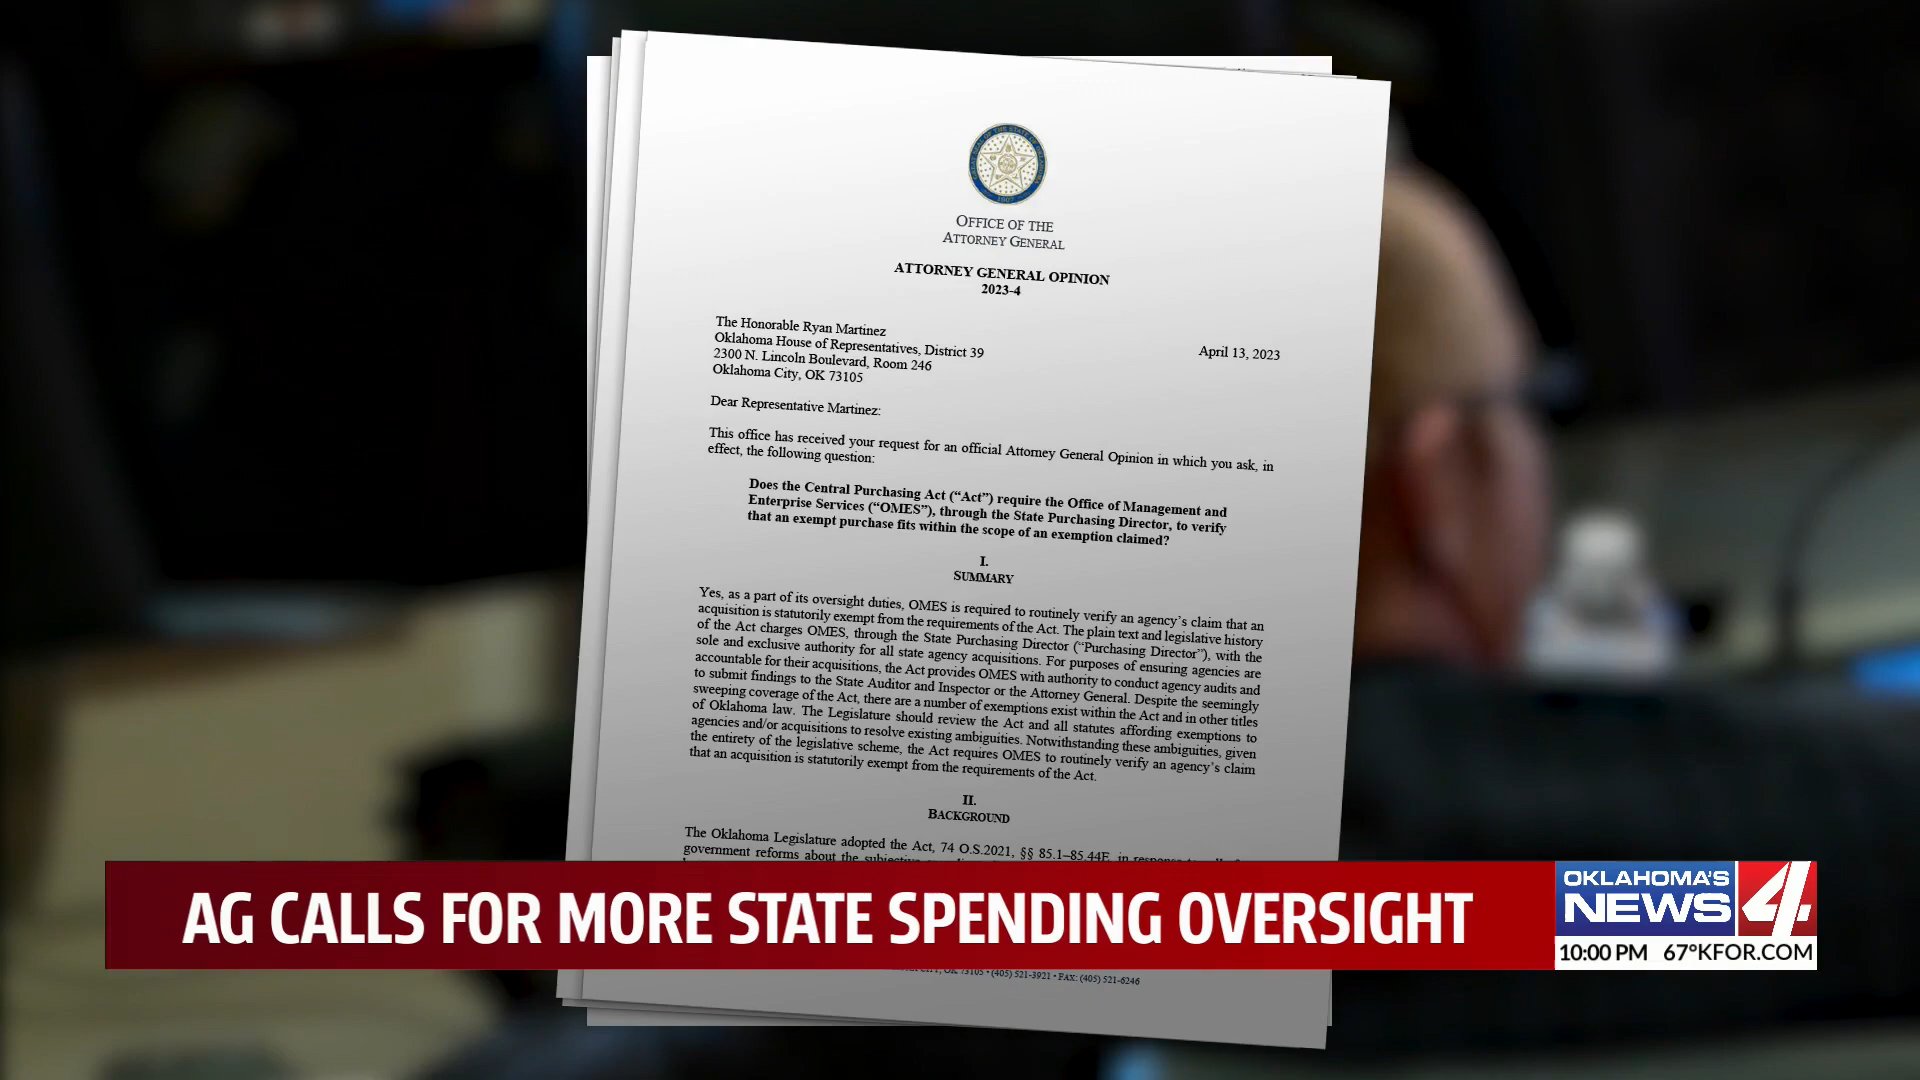 OFFICE OF THE
ATTORNEY GENERAL
ATTORNEY GENERAL OPINION
2023-4
The Honorable Ryan Martinez
Oklahoma House of Representatives, District 39
2300 N. Lincoln Boulevard, Room 246
Oklahoma City, OK 73105
April 13, 2023
Dear Representative Martinez:
This office has received your request for an official Attorney General Opinion in which you ask, in
effect, the following question:
Does the Central Purchasing Act (“Act”) require the Office of Management and
Enterprise Services (“OMES”), through the State Purchasing Director, to verify
that an exempt purchase fits within the scope of an exemption claimed?
I.
SUMMARY
Yes, as a part of its oversight duties, OMES is required to routinely verify an agency’s claim that an
acquisition is statutorily exempt from the requirements of the Act. The plain text and legislative history
of the Act charges OMES, through the State Purchasing Director (“Purchasing Director”), with the
sole and exclusive authority for all state agency acquisitions. For purposes of ensuring agencies are
accountable for their acquisitions, the Act provides OMES with authority to conduct agency audits and
to submit findings to the State Auditor and Inspector or the Attorney General. Despite the seemingly
sweeping coverage of the Act, there are a number of exemptions exist within the Act and in other titles
of Oklahoma law. The Legislature should review the Act and all statutes affording exemptions to
agencies and/or acquisitions to resolve existing ambiguities. Notwithstanding these ambiguities, given
the entirety of the legislative scheme, the Act requires OMES to routinely verify an agency’s claim
that an acquisition is statutorily exempt from the requirements of the Act.
II.
BACKGROUND
The Oklahoma Legislature adopted the Act, 74 O.S.2021, §§ 85.1–85.44E, in
government reforms about the
AG CALLS FOR MORE STATE SPENDING OVERSIGHT
OKLAHOMA'S
NEWS 4
10:00 PM 67° KFOR.COM
OK 73105 • (405) 521-3921 • FAX: (405) 521-6246